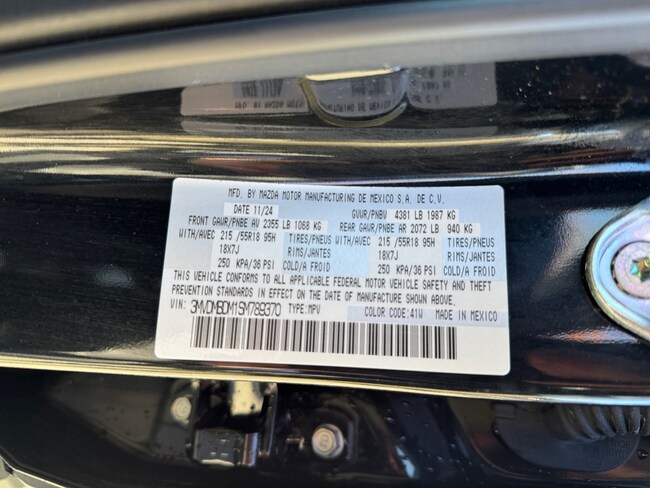 MFD. BY MAZDA MOTOR MANUFACTURING DE MEXICO S.A. DE C.V.
DATE 11/24 GVWR/PNBV 4381 LB 1987 KG
FRONT GAWR/PNBE AV 2355 LB 1068 KG REAR GAWR/PNBE AR 2072 LB 940 KG
WITH/AVEC 215 /55R18 95H TIRES/PNEUS WITH/AVEC 215 /55R18 95H TIRES/PNEUS
18X7J RIMS/JANTES 18X7J RIMS/JANTES
250 KPA/36 PSI COLD/A FROID 250 KPA/36 PSI COLD/A FROID
THIS VEHICLE CONFORMS TO ALL APPLICABLE FEDERAL MOTOR VEHICLE SAFETY AND THEFT
PREVENTION STANDARDS IN EFFECT ON THE DATE OF MANUFACTURE SHOWN ABOVE.
VIN: 3MVDMBDM1SM789370 TYPE:MPV COLOR CODE:41W MADE IN MEXICO